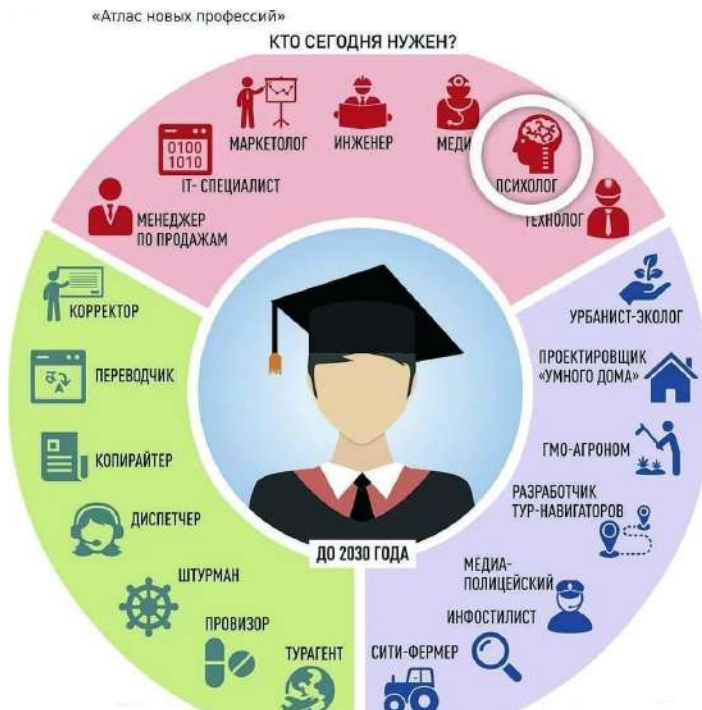 «Атлас новых профессий»
КТО СЕГОДНЯ НУЖЕН?
МАРКЕТОЛОГ
ИНЖЕНЕР
МЕДИ
ПСИХОЛОГ
0100
1010
IT- СПЕЦИАЛИСТ
ТЕХНОЛОГ
МЕНЕДЖЕР
ПО ПРОДАЖАМ
КОРРЕКТОР
ПЕРЕВОДЧИК
КОПИРАЙТЕР
ДИСПЕТЧЕР
ШТУРМАН
ПРОВИЗОР
ТУРАГЕНТ
УРБАНИСТ-ЭКОЛОГ
ПРОЕКТИРОВЩИК
«УМНОГО ДОМА»
ГМО-АГРОНОМ
РАЗРАБОТЧИК
ТУР-НАВИГАТОРОВ
МЕДИА-
ПОЛИЦЕЙСКИЙ
ИНФОСТИЛИСТ
СИТИ-ФЕРМЕР
ДО 2030 ГОДА